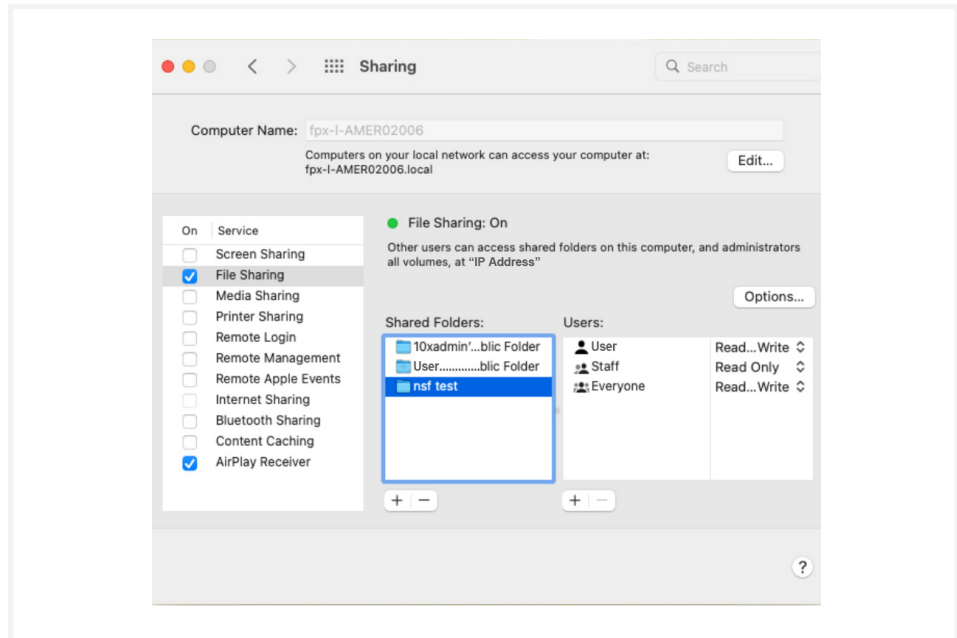 Sharing
Search
Computer Name: fpx-I-AMER02006
Computers on your local network can access your computer at:
fpx-I-AMER02006.local
Edit...
On Service
Screen Sharing
File Sharing
Media Sharing
Printer Sharing
Remote Login
Remote Management
Remote Apple Events
Internet Sharing
Bluetooth Sharing
Content Caching
AirPlay Receiver
File Sharing: On
Other users can access shared folders on this computer, and administrators
all volumes, at “IP Address”
Options...
Shared Folders:
10xadmin’...blic Folder
User............blic Folder
nsf test
+ −
Users:
User Read...Write
Staff Read Only
Everyone Read...Write
+ −
?